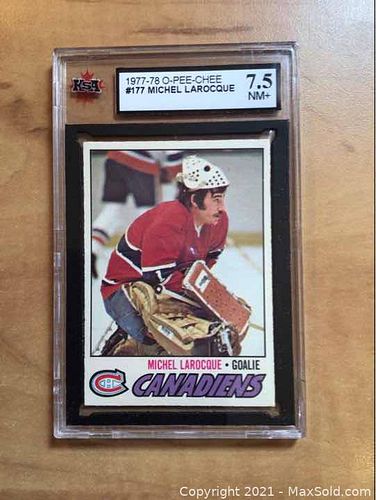 KSA
1977-78 O-PEE-CHEE
#177 MICHEL LAROCQUE
7.5
NM+
MICHEL LAROCQUE • GOALIE
CANADIENS
Copyright 2021 - MaxSold.com